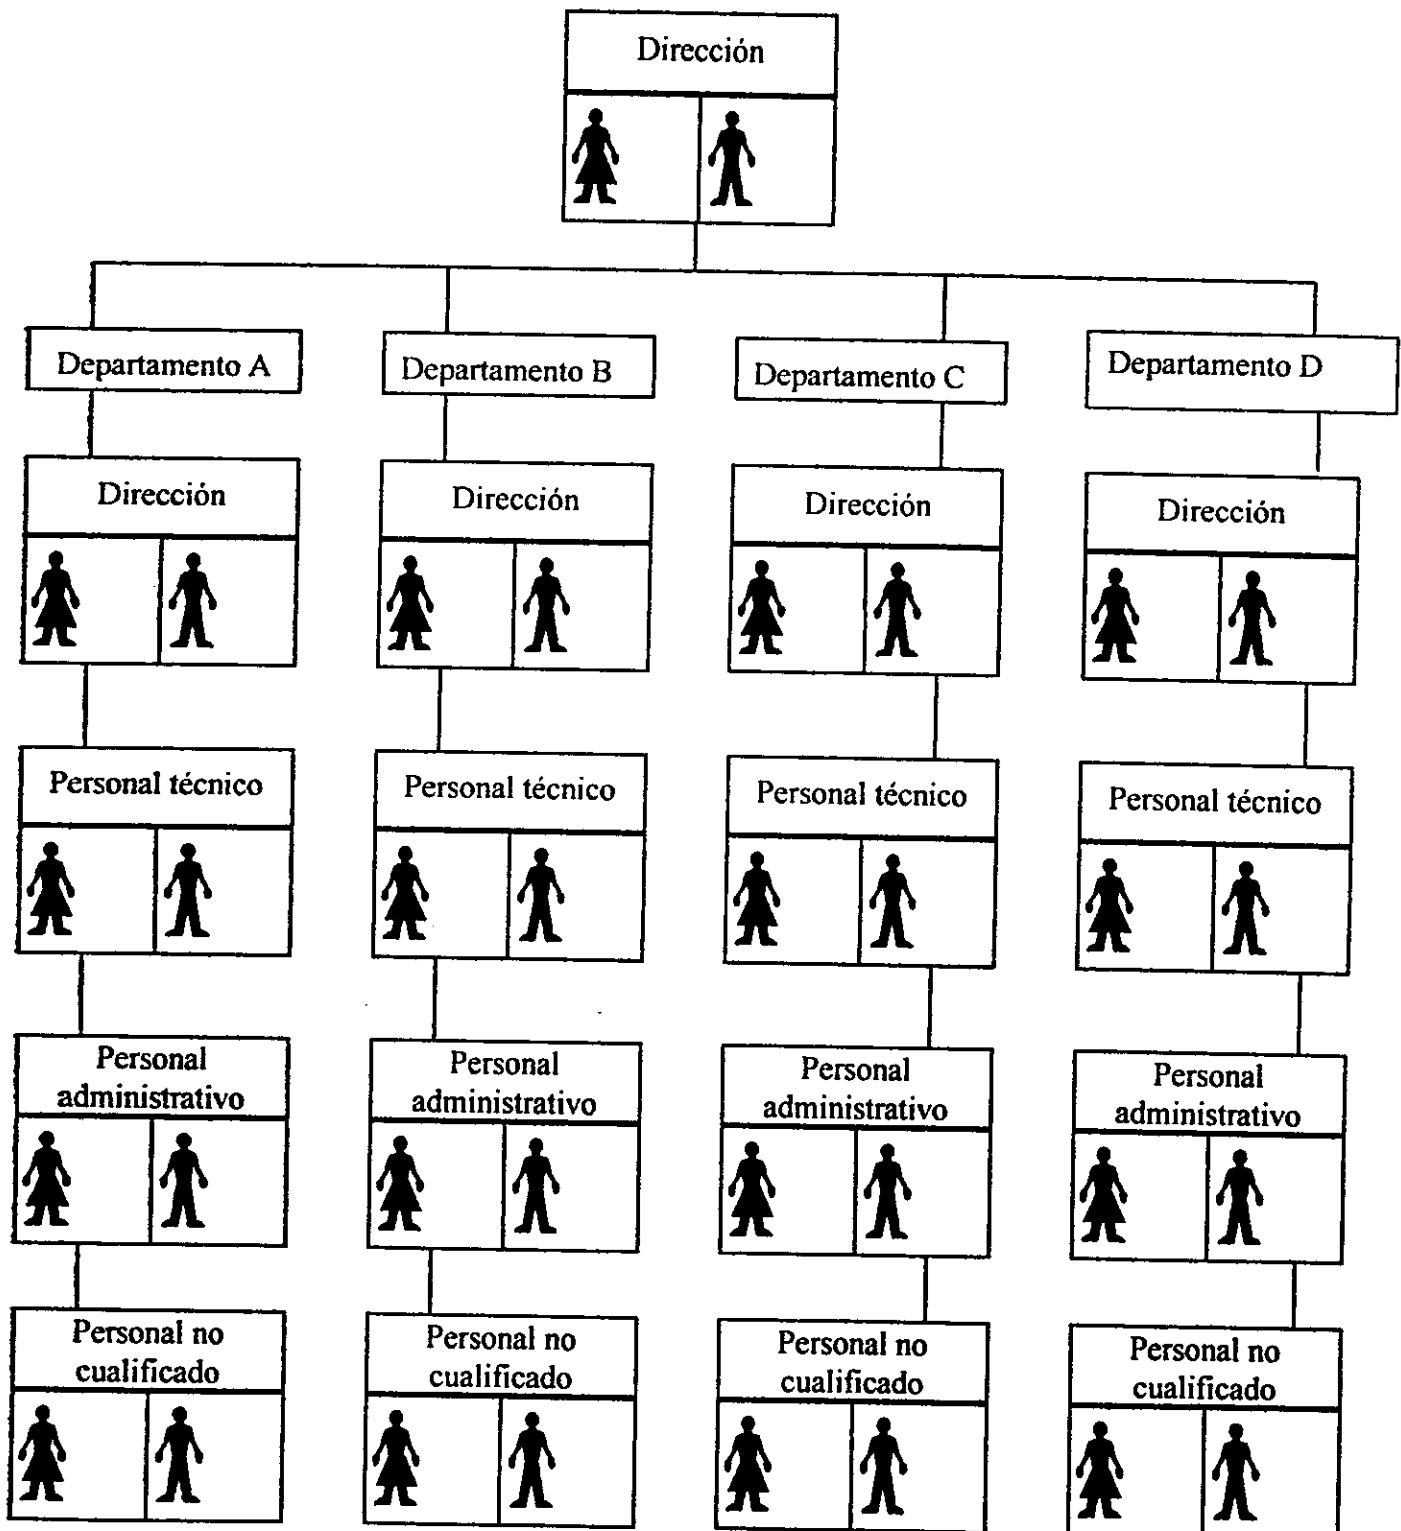 Dirección
Departamento A
Departamento B
Departamento C
Departamento D
Dirección
Dirección
Dirección
Dirección
Personal técnico
Personal técnico
Personal técnico
Personal técnico
Personal
administrativo
Personal
administrativo
Personal
administrativo
Personal
administrativo
Personal no
cualificado
Personal no
cualificado
Personal no
cualificado
Personal no
cualificado